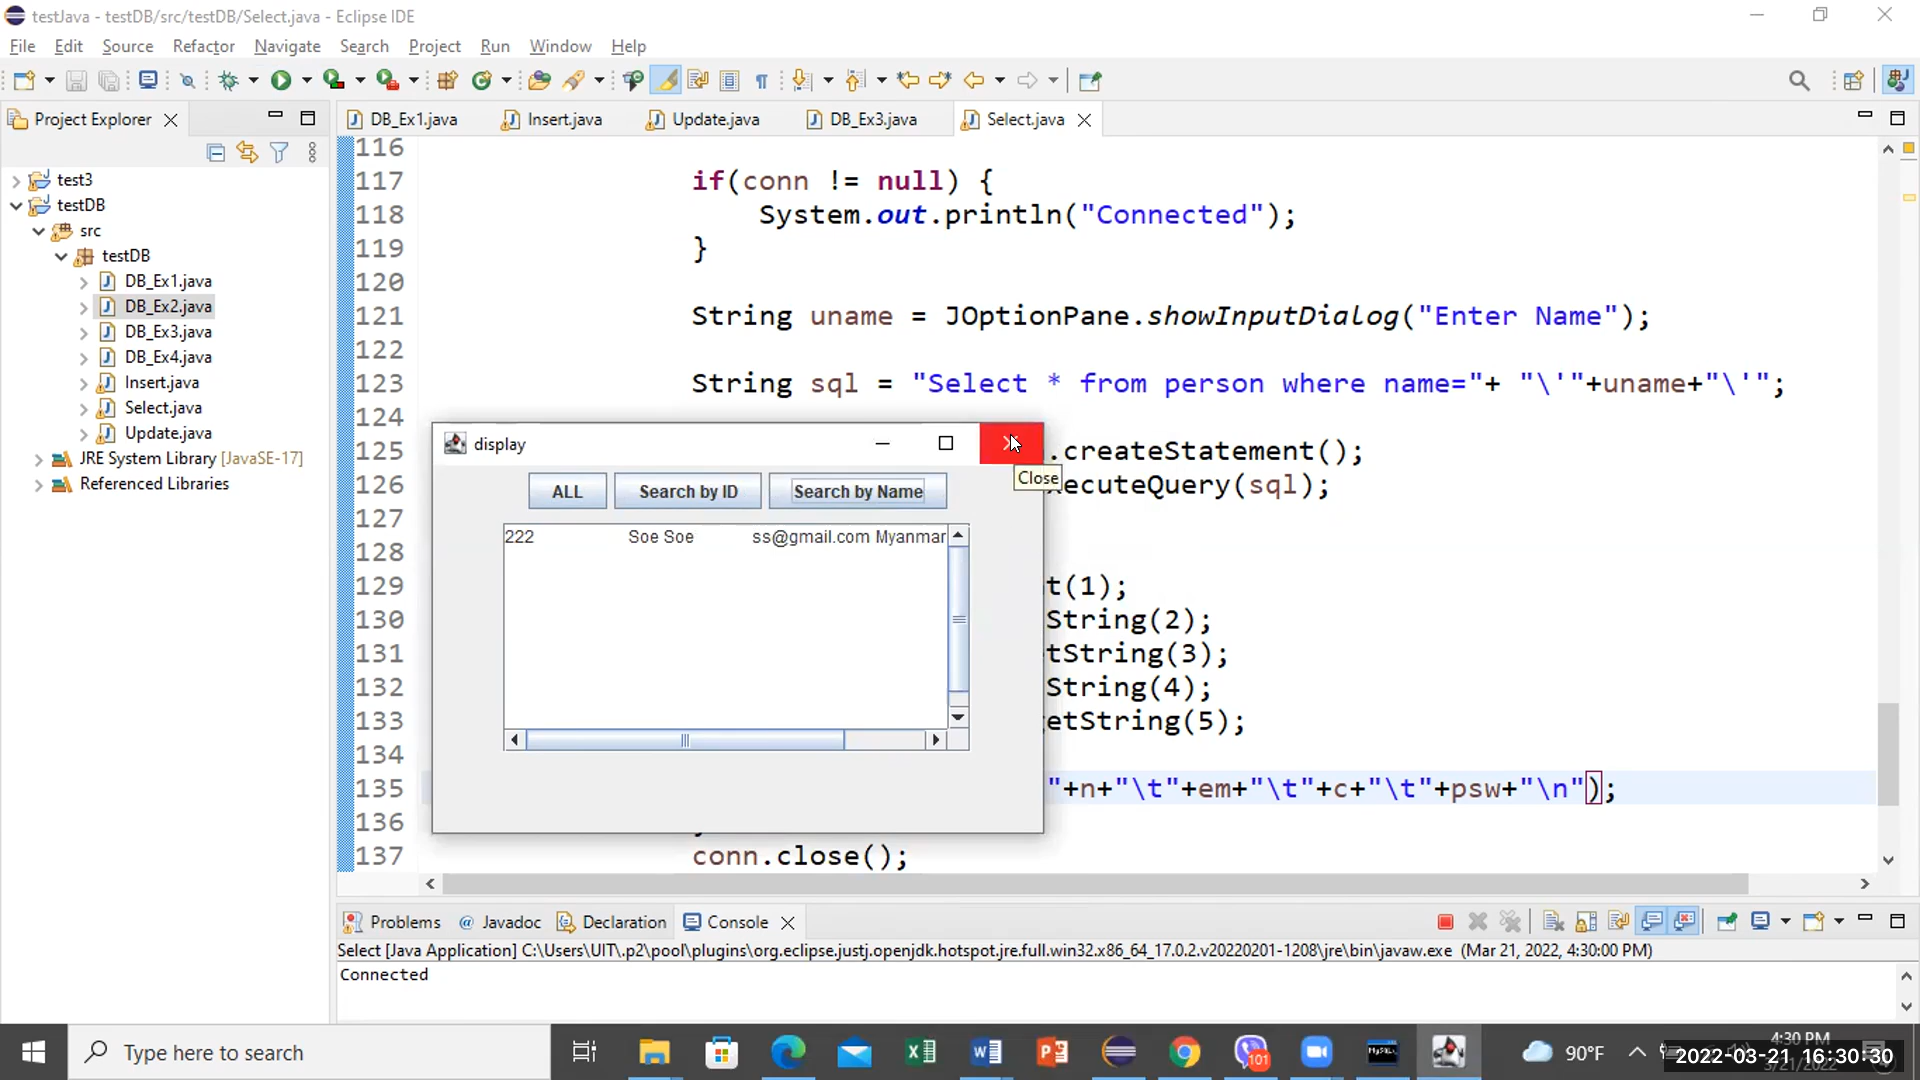 testJava - testDB/src/testDB/Select.java - Eclipse IDE
File Edit Source Refactor Navigate Search Project Run Window Help
Project Explorer
DB_Ex1.java Insert.java Update.java DB_Ex3.java Select.java
test3
testDB
src
testDB
DB_Ex1.java
DB_Ex2.java
DB_Ex3.java
DB_Ex4.java
Insert.java
Select.java
Update.java
JRE System Library [JavaSE-17]
Referenced Libraries
116
117 if(conn != null) {
118 System.out.println("Connected");
119 }
120
121 String uname = JOptionPane.showInputDialog("Enter Name");
122
123 String sql = "Select * from person where name="+ "\'"+uname+"\'";
124
125 .createStatement();
126 ecuteQuery(sql);
127
128
129 t(1);
130 String(2);
131 tString(3);
132 String(4);
133 getString(5);
134
135 "+n+"\t"+em+"\t"+c+"\t"+psw+"\n");
136
137 conn.close();
display
Close
ALL Search by ID Search by Name
222 Soe Soe ss@gmail.com Myanmar
Problems Javadoc Declaration Console
Select [Java Application] C:\Users\UIT\.p2\pool\plugins\org.eclipse.justj.openjdk.hotspot.jre.full.win32.x86_64_17.0.2.v20220201-1208\jre\bin\javaw.exe (Mar 21, 2022, 4:30:00 PM)
Connected
Type here to search
101
MySQL
90°F
4:30 PM
3/21/2022
2022-03-21 16:30:30